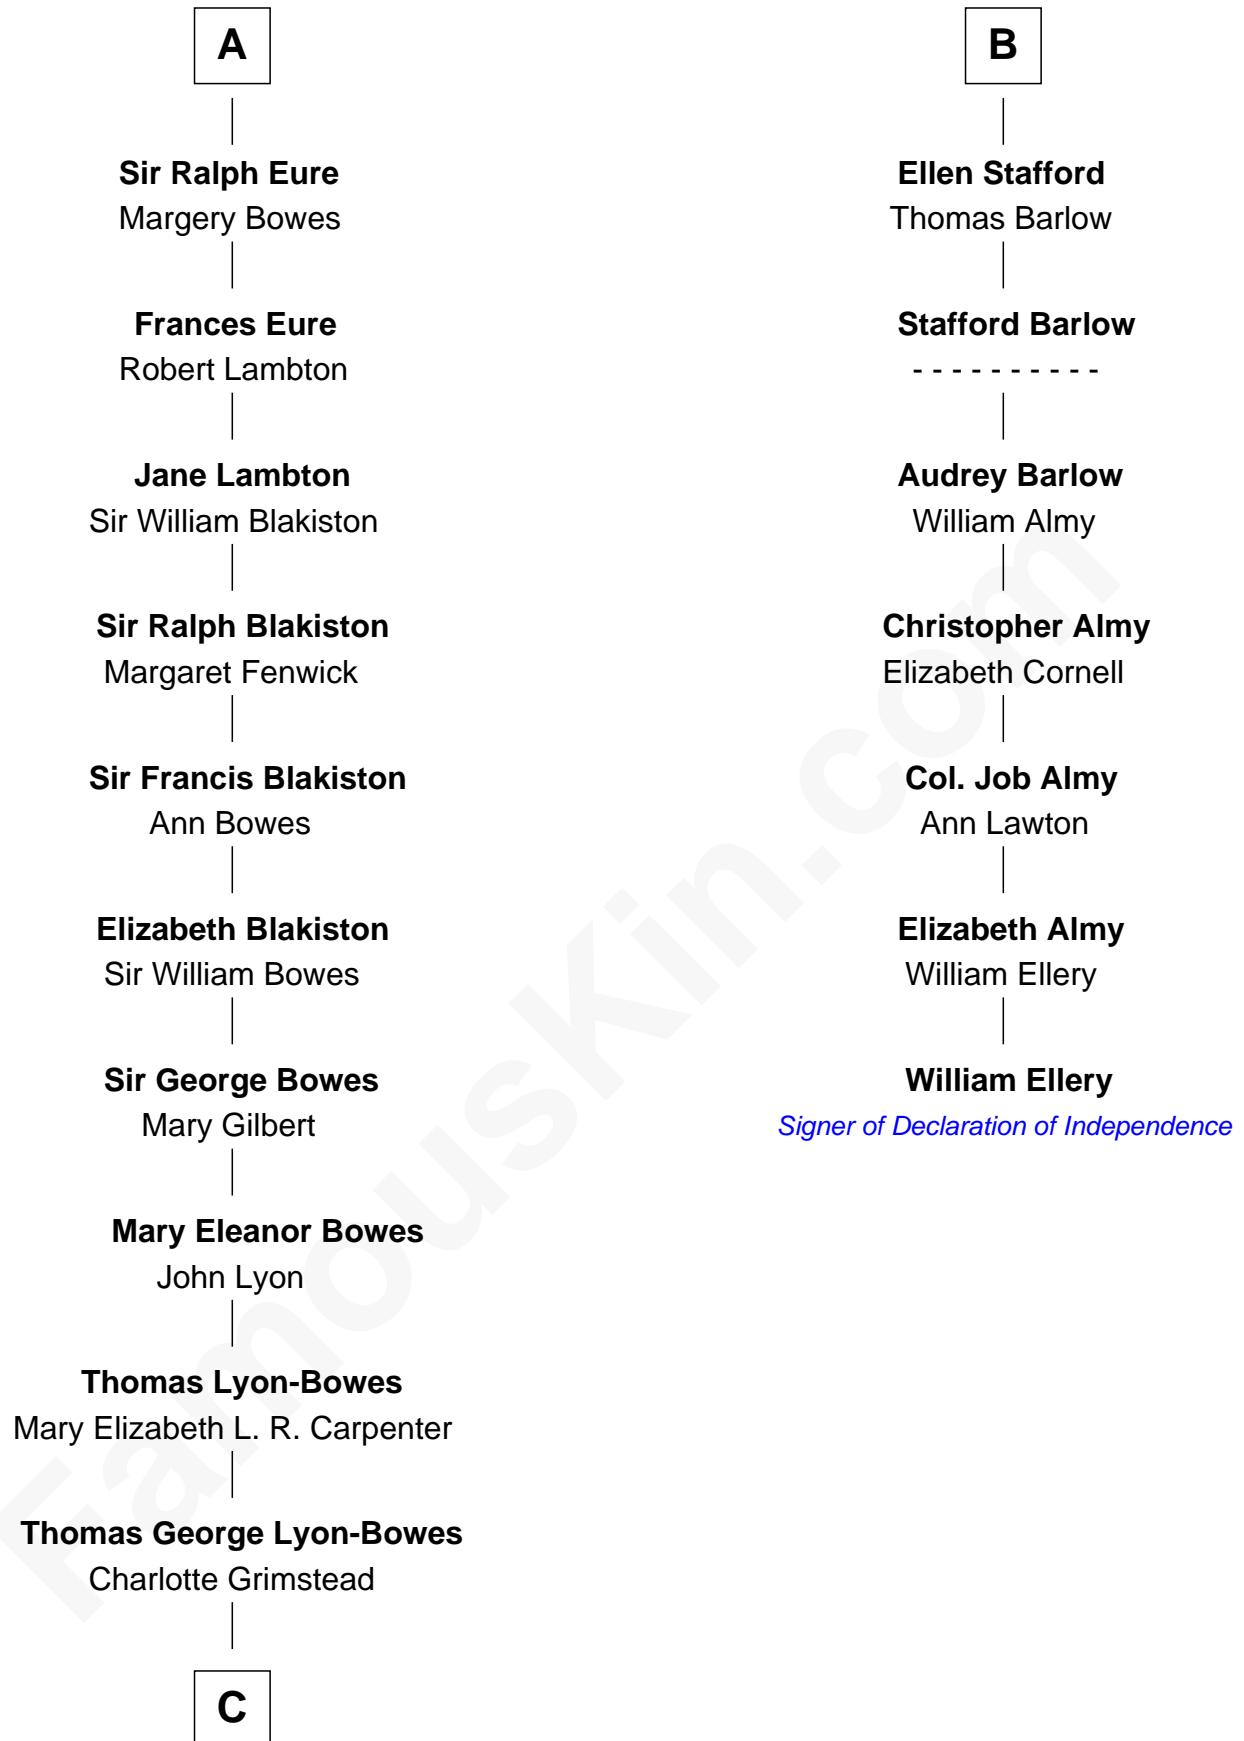 A
Sir Ralph Eure
Margery Bowes
Frances Eure
Robert Lambton
Jane Lambton
Sir William Blakiston
Sir Ralph Blakiston
Margaret Fenwick
Sir Francis Blakiston
Ann Bowes
Elizabeth Blakiston
Sir William Bowes
Sir George Bowes
Mary Gilbert
Mary Eleanor Bowes
John Lyon
Thomas Lyon-Bowes
Mary Elizabeth L. R. Carpenter
Thomas George Lyon-Bowes
Charlotte Grimstead
C
B
Ellen Stafford
Thomas Barlow
Stafford Barlow
- - - - - - - - - -
Audrey Barlow
William Almy
Christopher Almy
Elizabeth Cornell
Col. Job Almy
Ann Lawton
Elizabeth Almy
William Ellery
William Ellery
Signer of Declaration of Independence
FamousKin.com